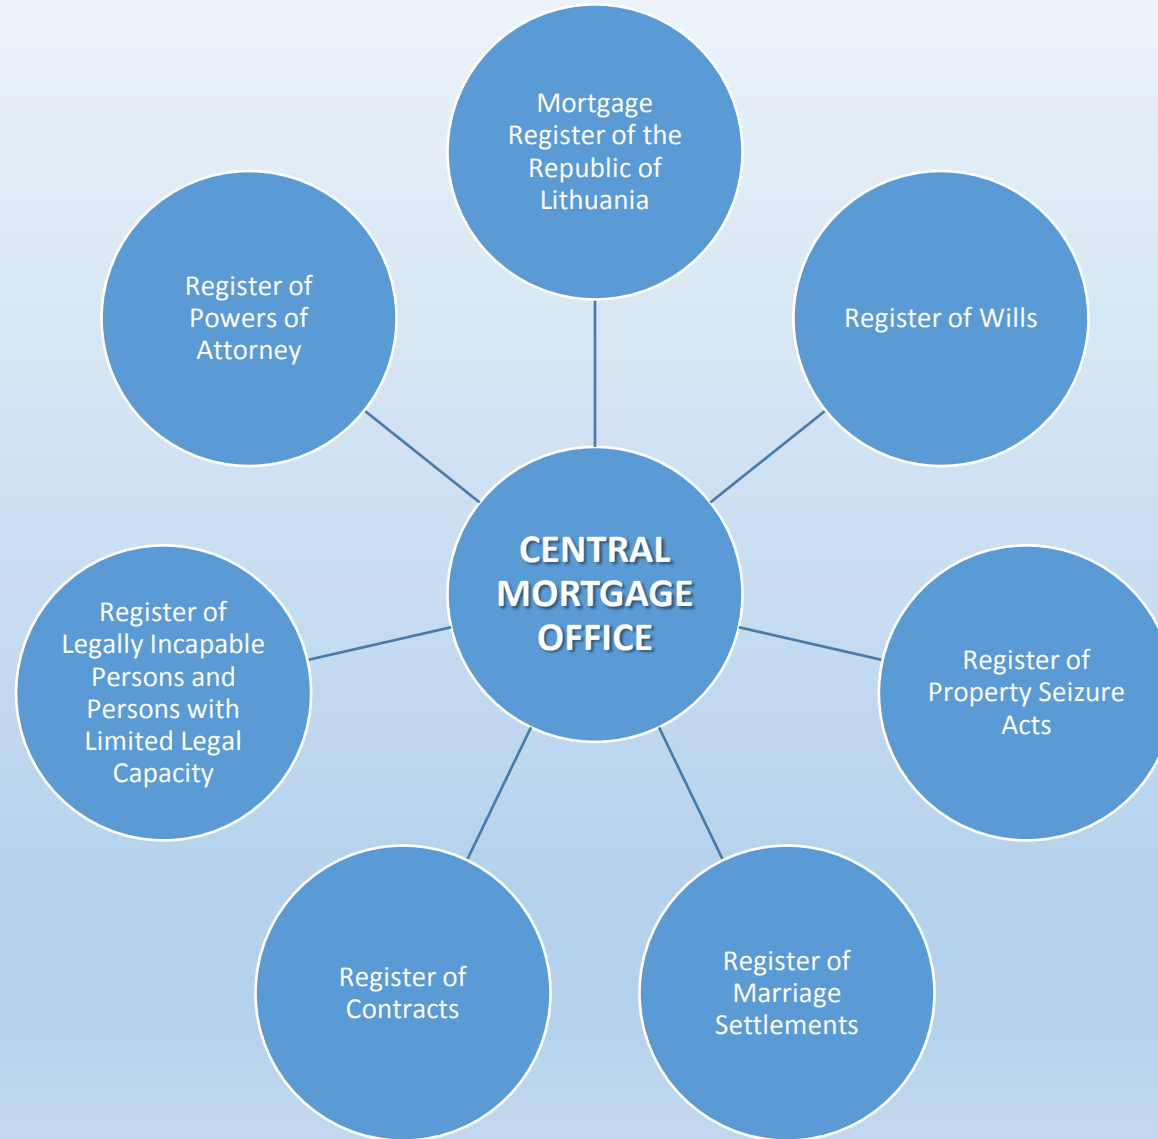 Mortgage
Register of the
Republic of
Lithuania
Register of Wills
Register of
Property Seizure
Acts
Register of
Marriage
Settlements
Register of
Contracts
Register of
Legally Incapable
Persons and
Persons with
Limited Legal
Capacity
Register of
Powers of
Attorney
CENTRAL
MORTGAGE
OFFICE